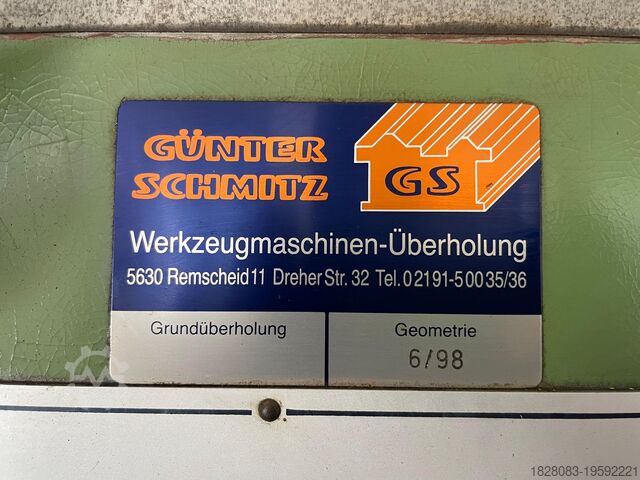 GÜNTER
SCHMITZ
GS
Werkzeugmaschinen-Überholung
5630 Remscheid 11 Dreher Str. 32 Tel. 02191-50035/36
Grundüberholung
Geometrie
6/98
1828083-19592221